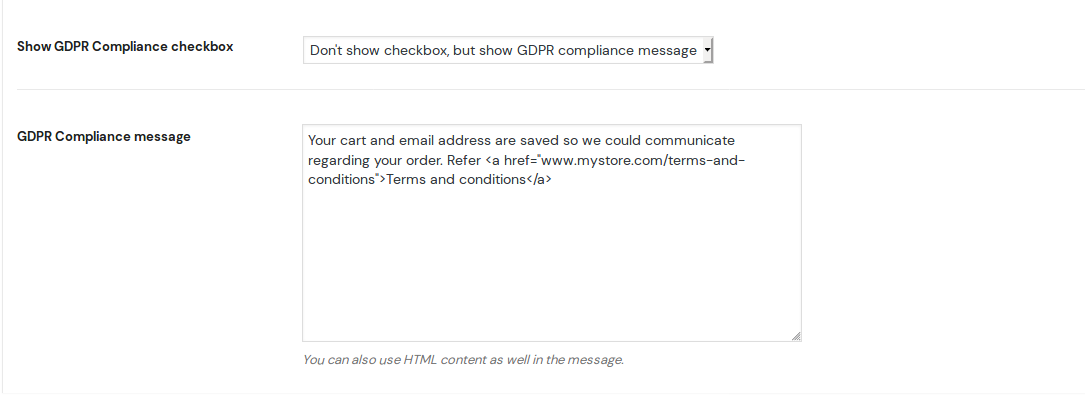 Show GDPR Compliance checkbox
Don't show checkbox, but show GDPR compliance message
GDPR Compliance message
Your cart and email address are saved so we could communicate
regarding your order. Refer <a href="www.mystore.com/terms-and-
conditions">Terms and conditions</a>
You can also use HTML content as well in the message.